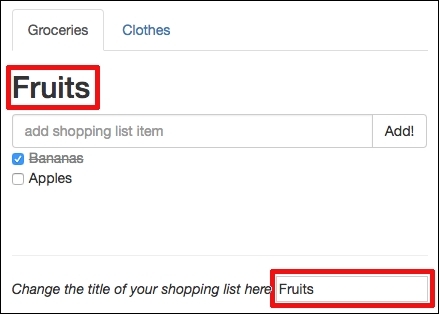 Groceries Clothes
Fruits
add shopping list item Add!
Bananas
Apples
Change the title of your shopping list here Fruits